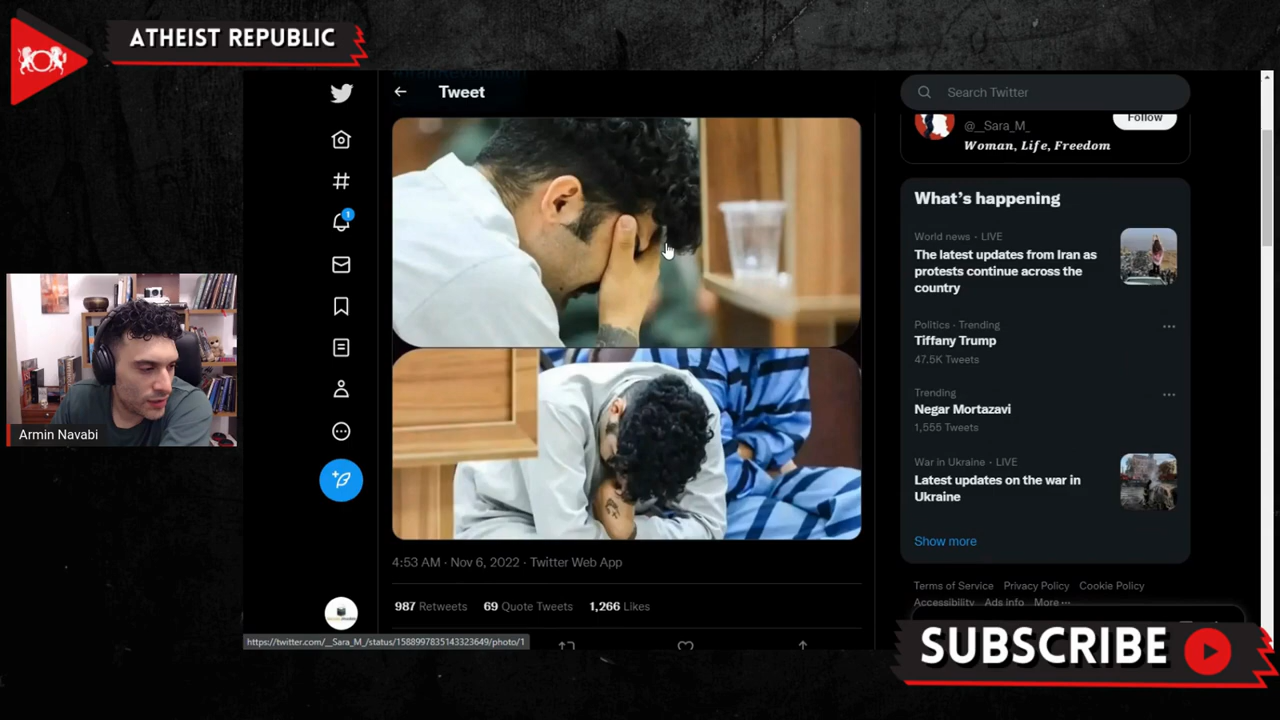 ATHEIST REPUBLIC
Tweet
Search Twitter
@__Sara_M_
Follow
Woman, Life, Freedom
What's happening
World news · LIVE
The latest updates from Iran as
protests continue across the
country
Politics · Trending
Tiffany Trump
47.5K Tweets
Trending
Negar Mortazavi
1,555 Tweets
War in Ukraine · LIVE
Latest updates on the war in
Ukraine
Show more
Terms of Service Privacy Policy Cookie Policy
Accessibility Ads info More ···
1
Armin Navabi
4:53 AM · Nov 6, 2022 · Twitter Web App
987 Retweets 69 Quote Tweets 1,266 Likes
https://twitter.com/__Sara_M_/status/1588997835143323649/photo/1
SUBSCRIBE